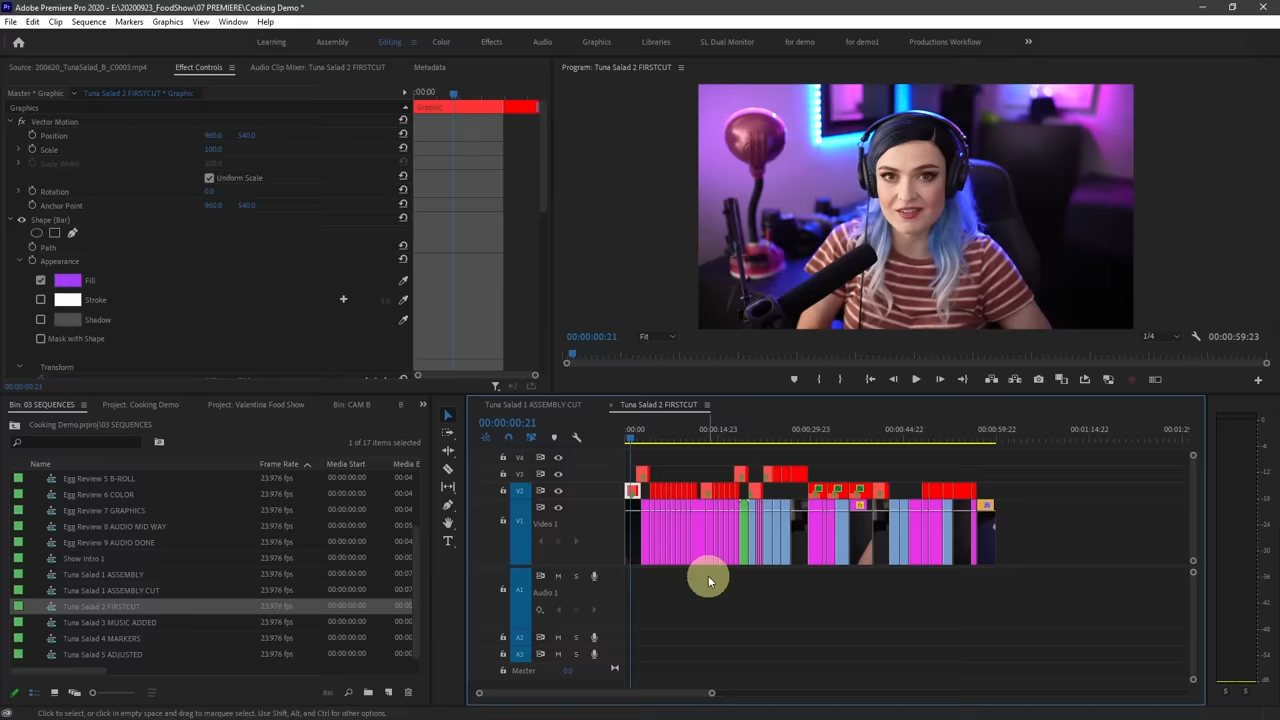 Adobe Premiere Pro 2020 - E:\20200923_FoodShow\07 PREMIERE\Cooking Demo *
File Edit Clip Sequence Markers Graphics View Window Help
Learning Assembly Editing Color Effects Audio Graphics Libraries SL Dual Monitor for demo for demo1 Productions Workflow
Source: 200620_TunaSalad_B_C0003.mp4 Effect Controls Audio Clip Mixer: Tuna Salad 2 FIRSTCUT Metadata
Program: Tuna Salad 2 FIRSTCUT
Master * Graphic Tuna Salad 2 FIRSTCUT * Graphic :00:00
Graphics Graphic
fx Vector Motion
Position 960.0 540.0
Scale 100.0
Scale Width 100.0
Uniform Scale
Rotation 0.0
Anchor Point 960.0 540.0
Shape (Bar)
Path
Appearance
Fill
Stroke 1.0
Shadow
Mask with Shape
Transform
00:00:00:21
00:00:00:21 Fit 1/4 00:00:59:23
Bin: 03 SEQUENCES Project: Cooking Demo Project: Valentina Food Show Bin: CAM B B
Cooking Demo.prproj\03 SEQUENCES
1 of 17 items selected
Name Frame Rate Media Start Media E
Egg Review 5 B-ROLL 23.976 fps 00:00:00:00 00:00:04
Egg Review 6 COLOR 23.976 fps 00:00:00:00 00:00:04
Egg Review 7 GRAPHICS 23.976 fps 00:00:00:00 00:00:04
Egg Review 8 AUDIO MID WAY 23.976 fps 00:00:00:00 00:00:04
Egg Review 9 AUDIO DONE 23.976 fps 00:00:00:00 00:00:04
Show Intro 1 23.976 fps 00:00:00:00
Tuna Salad 1 ASSEMBLY 23.976 fps 00:00:00:00
Tuna Salad 1 ASSEMBLY CUT 23.976 fps 00:00:00:00
Tuna Salad 2 FIRSTCUT 23.976 fps 00:00:00:00
Tuna Salad 3 MUSIC ADDED 23.976 fps 00:00:00:00
Tuna Salad 4 MARKERS 23.976 fps 00:00:00:00
Tuna Salad 5 ADJUSTED 23.976 fps 00:00:00:00
Tuna Salad 1 ASSEMBLY CUT Tuna Salad 2 FIRSTCUT
00:00:00:21
:00:00 00:00:14:23 00:00:29:23 00:00:44:22 00:00:59:22 00:01:14:22
V4
V3
V2
V1 Video 1
A1 M S
Audio 1
A2 M S
A3 M S
Master 0.0
0
-6
-12
-18
-24
-30
-36
-42
-48
-54
dB
S S
Click to select, or click in empty space and drag to marquee select. Use Shift, Alt, and Ctrl for other options.